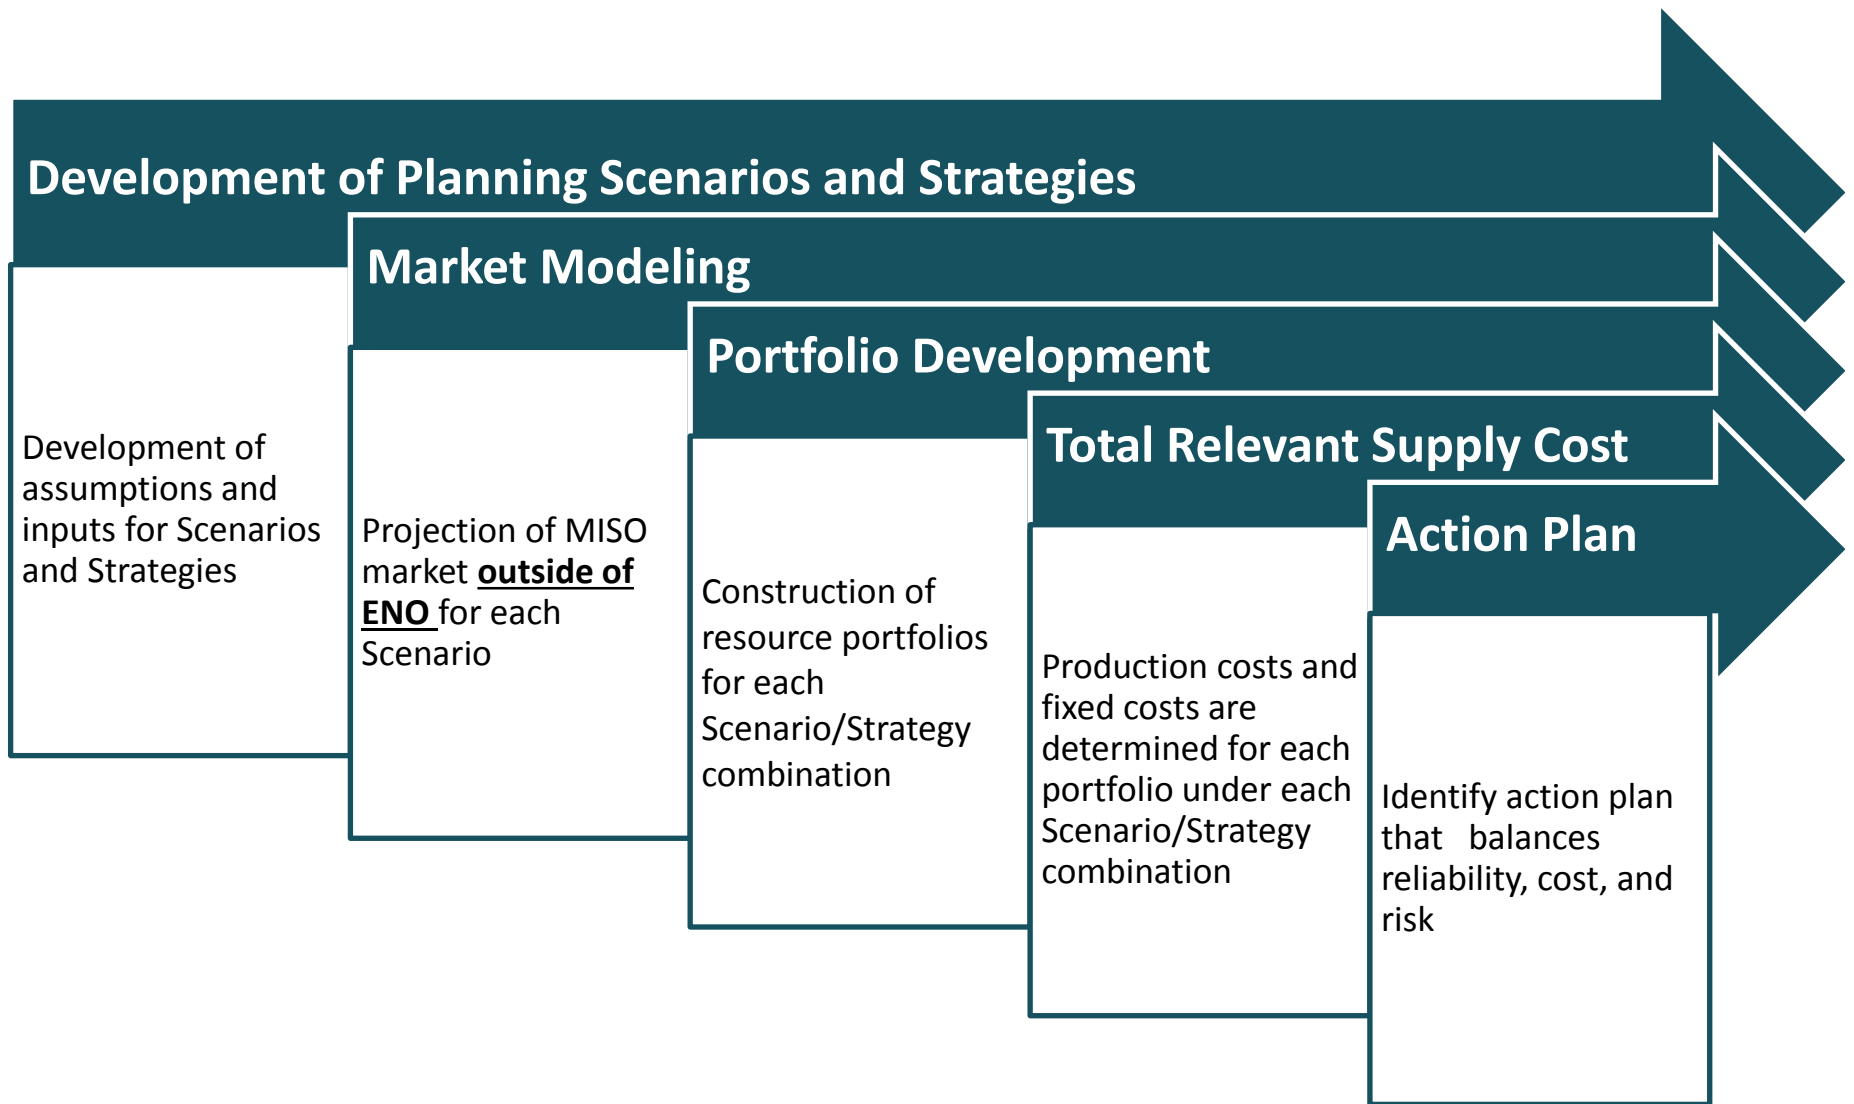 Development of Planning Scenarios and Strategies
Development of
assumptions and
inputs for Scenarios
and Strategies
Market Modeling
Projection of MISO
market outside of
ENO for each
Scenario
Portfolio Development
Construction of
resource portfolios
for each
Scenario/Strategy
combination
Total Relevant Supply Cost
Production costs and
fixed costs are
determined for each
portfolio under each
Scenario/Strategy
combination
Action Plan
Identify action plan
that balances
reliability, cost, and
risk